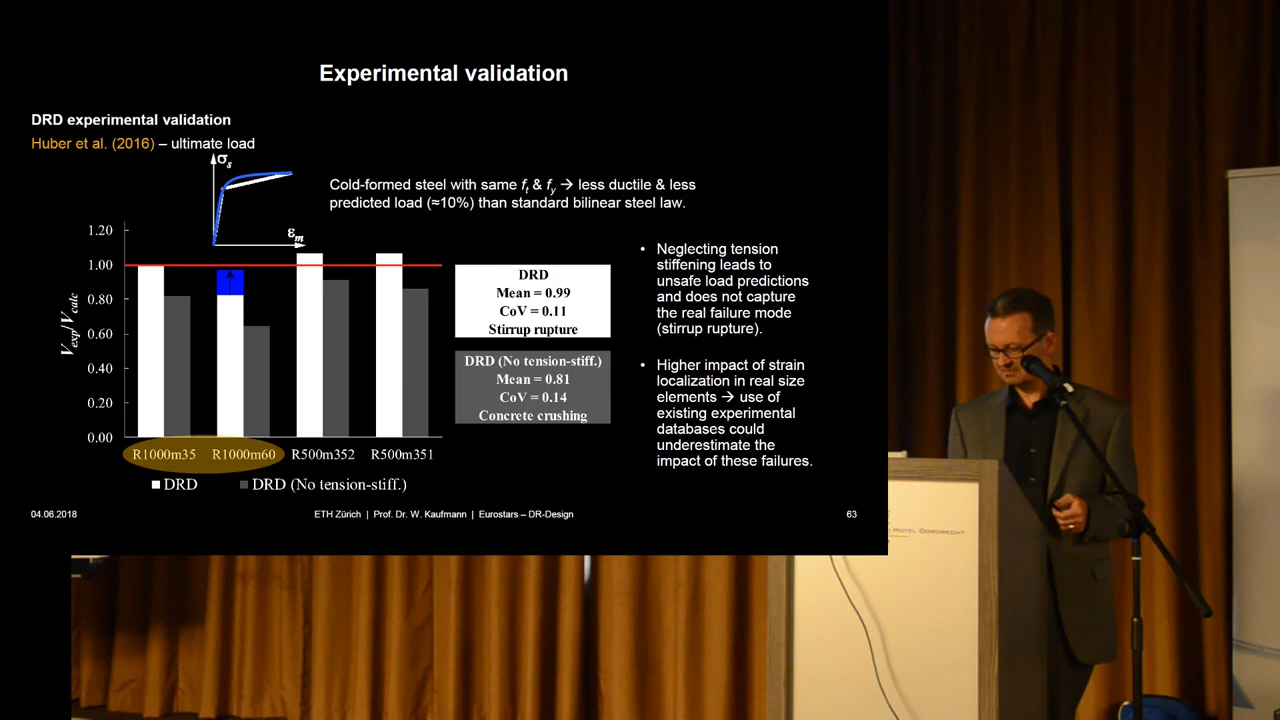 Experimental validation
DRD experimental validation
Huber et al. (2016) – ultimate load
σs
εm
Cold-formed steel with same ft & fy → less ductile & less
predicted load (≈10%) than standard bilinear steel law.
Vexp/Vcalc
1.20
1.00
0.80
0.60
0.40
0.20
0.00
R1000m35 R1000m60 R500m352 R500m351
DRD DRD (No tension-stiff.)
DRD
Mean = 0.99
CoV = 0.11
Stirrup rupture
DRD (No tension-stiff.)
Mean = 0.81
CoV = 0.14
Concrete crushing
• Neglecting tension
stiffening leads to
unsafe load predictions
and does not capture
the real failure mode
(stirrup rupture).
• Higher impact of strain
localization in real size
elements → use of
existing experimental
databases could
underestimate the
impact of these failures.
04.06.2018
ETH Zürich | Prof. Dr. W. Kaufmann | Eurostars – DR-Design
63
Hotel Dordrecht